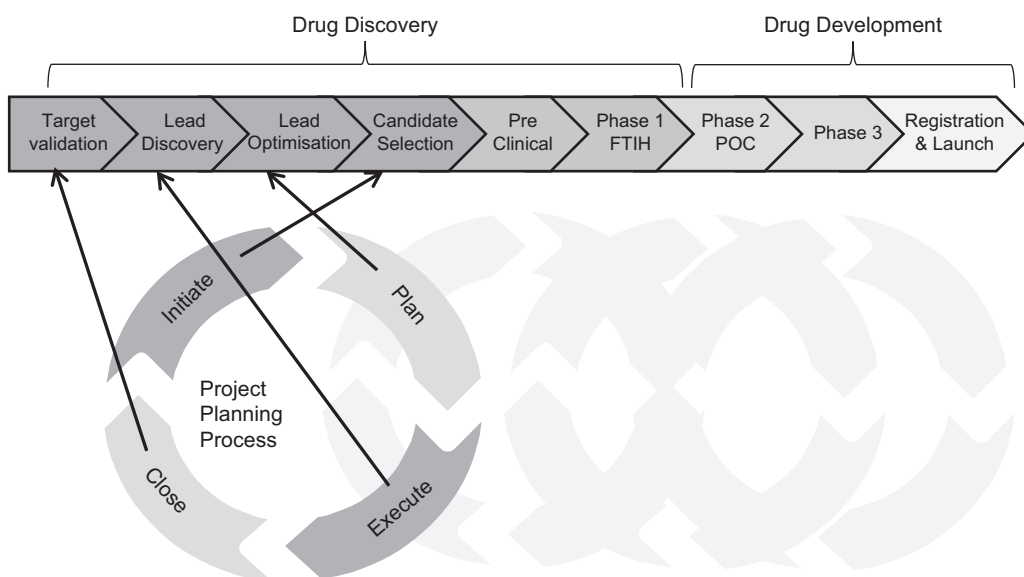 Drug Discovery
Drug Development
Target
validation
Lead
Discovery
Lead
Optimisation
Candidate
Selection
Pre
Clinical
Phase 1
FTIH
Phase 2
POC
Phase 3
Registration
& Launch
Initiate
Plan
Project
Planning
Process
Close
Execute